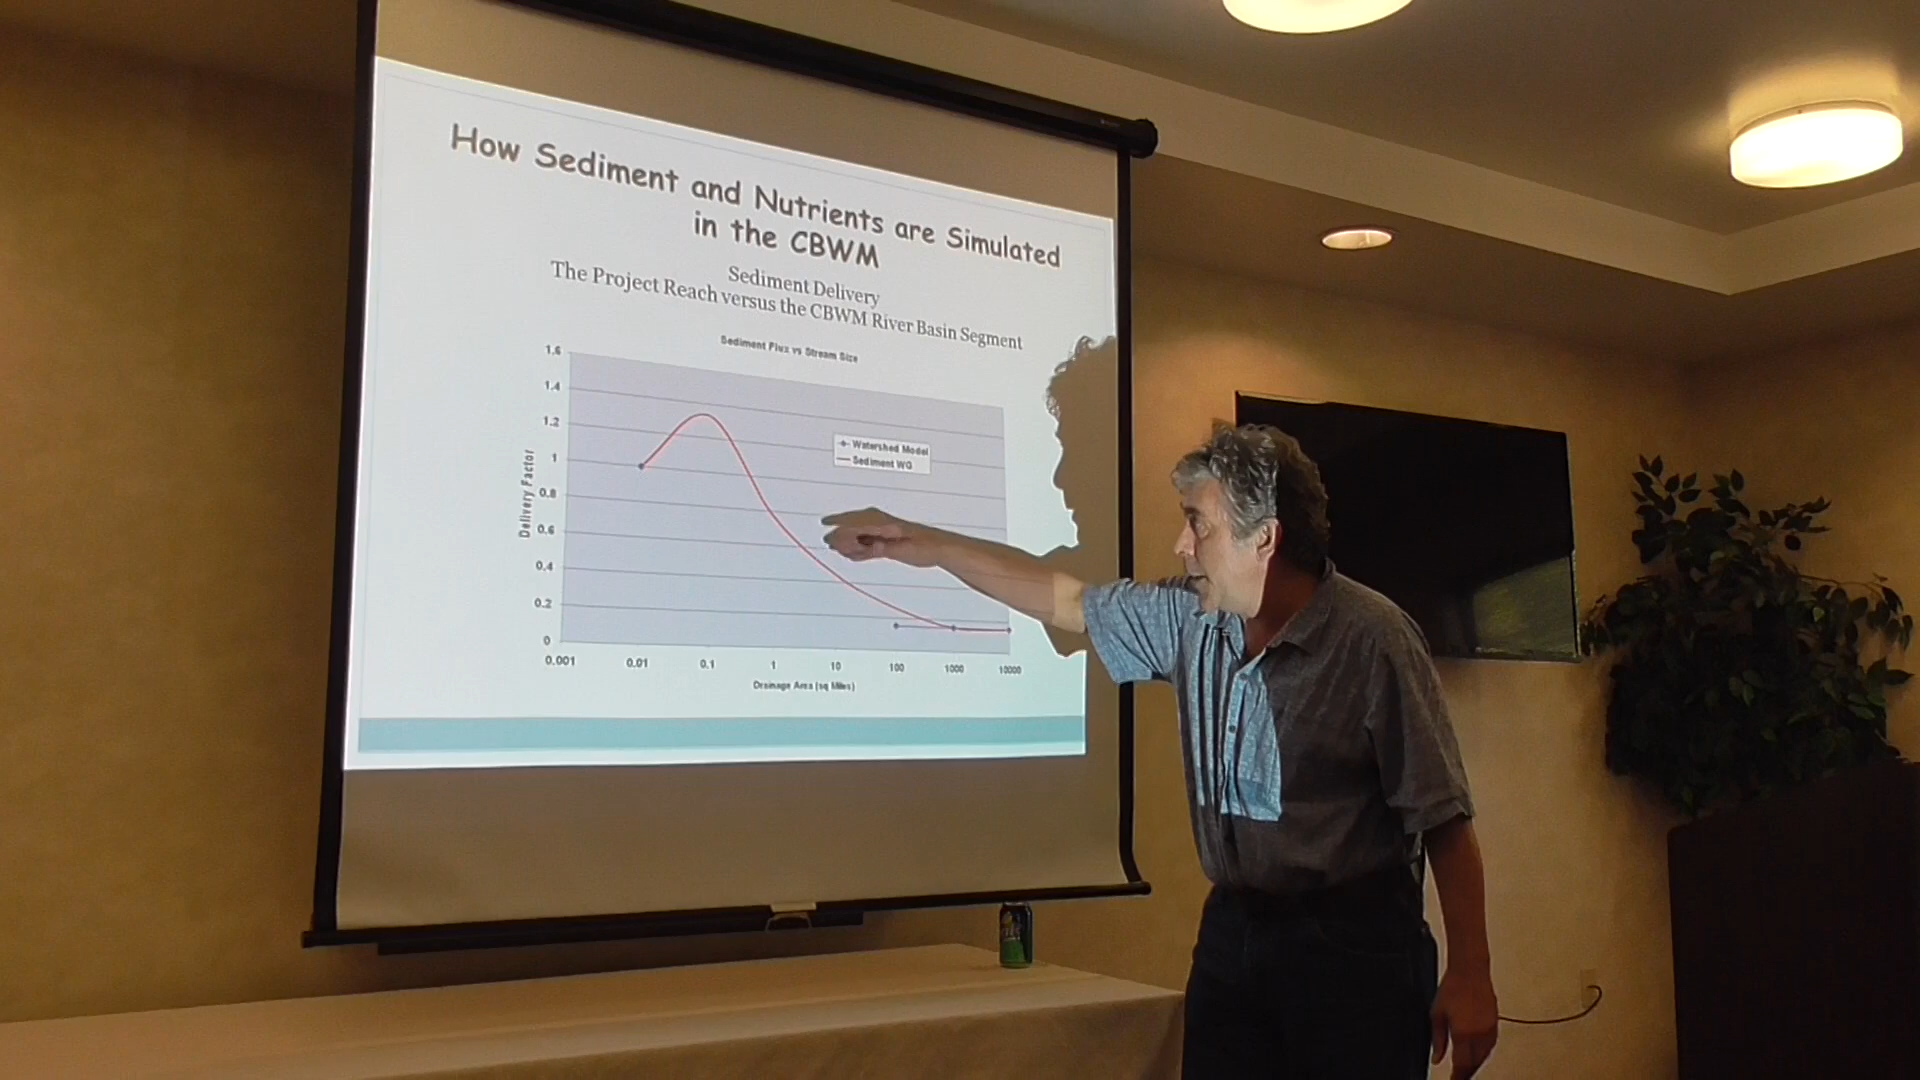 How Sediment and Nutrients are Simulated
in the CBWM
Sediment Delivery
The Project Reach versus the CBWM River Basin Segment
Sediment Flux vs Stream Size
1.6
1.4
1.2
1
0.8
0.6
0.4
0.2
0
Delivery Factor
Watershed Model
Sediment WG
0.001 0.01 0.1 1 10 100 1000 10000
Drainage Area (sq Miles)